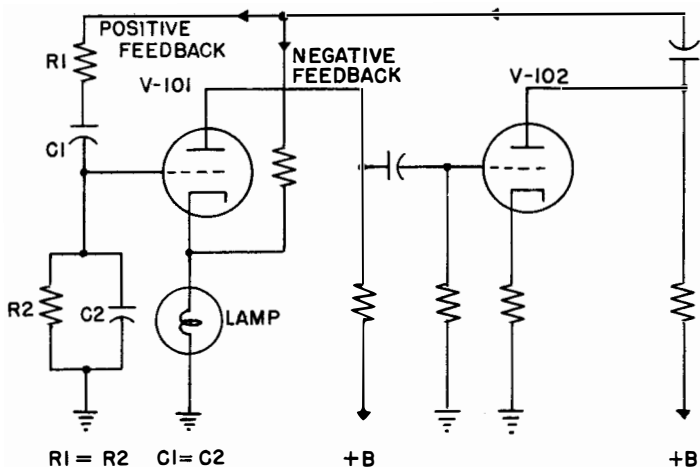 POSITIVE
FEEDBACK
R1
NEGATIVE
FEEDBACK
V-101
V-102
C1
R2
C2
LAMP
R1 = R2 C1 = C2 +B +B